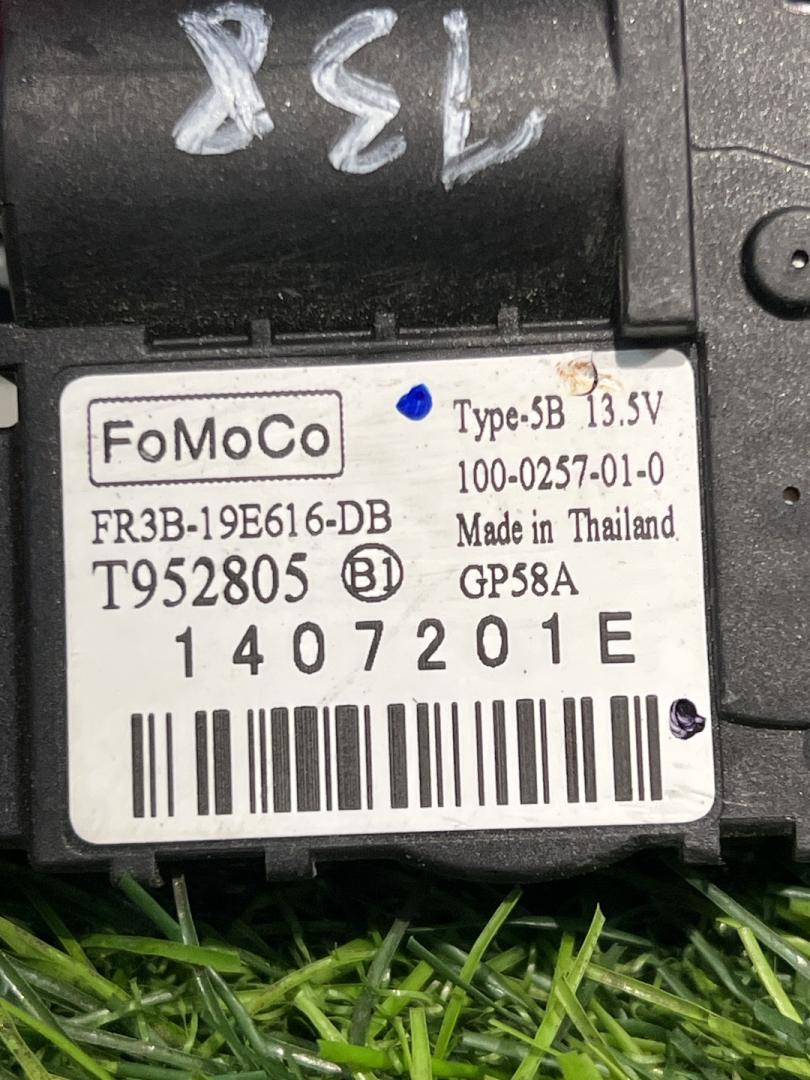 138
FoMoCo
Type-5B 13.5V
100-0257-01-0
FR3B-19E616-DB
Made in Thailand
T952805 B1
GP58A
1407201E